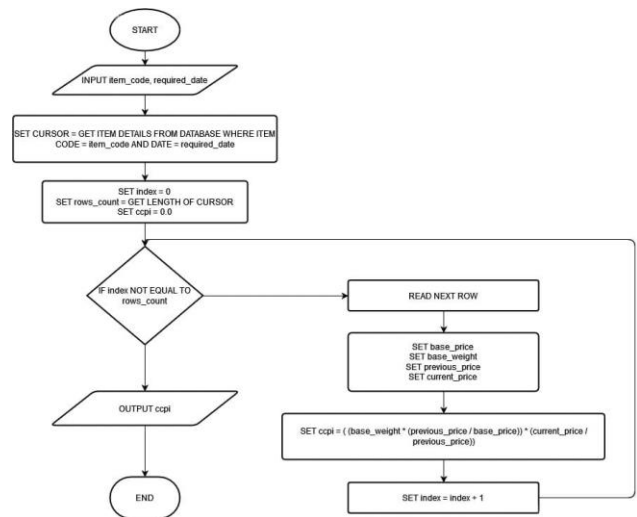 START
INPUT item_code, required_date
SET CURSOR = GET ITEM DETAILS FROM DATABASE WHERE ITEM
CODE = item_code AND DATE = required_date
SET index = 0
SET rows_count = GET LENGTH OF CURSOR
SET ccpi = 0.0
IF index NOT EQUAL TO
rows_count
READ NEXT ROW
SET base_price
SET base_weight
SET previous_price
SET current_price
SET ccpi = ( (base_weight * (previous_price / base_price)) * (current_price /
previous_price))
SET index = index + 1
OUTPUT ccpi
END